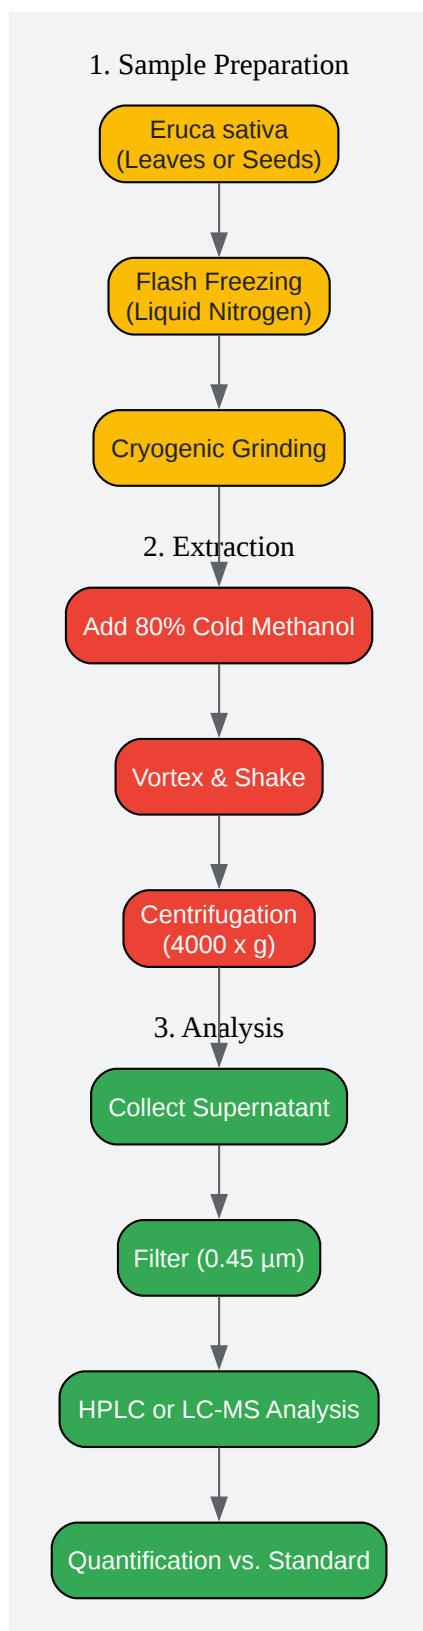 1. Sample Preparation
Eruca sativa
(Leaves or Seeds)
Flash Freezing
(Liquid Nitrogen)
Cryogenic Grinding
2. Extraction
Add 80% Cold Methanol
Vortex & Shake
Centrifugation
(4000 x g)
3. Analysis
Collect Supernatant
Filter (0.45 µm)
HPLC or LC-MS Analysis
Quantification vs. Standard